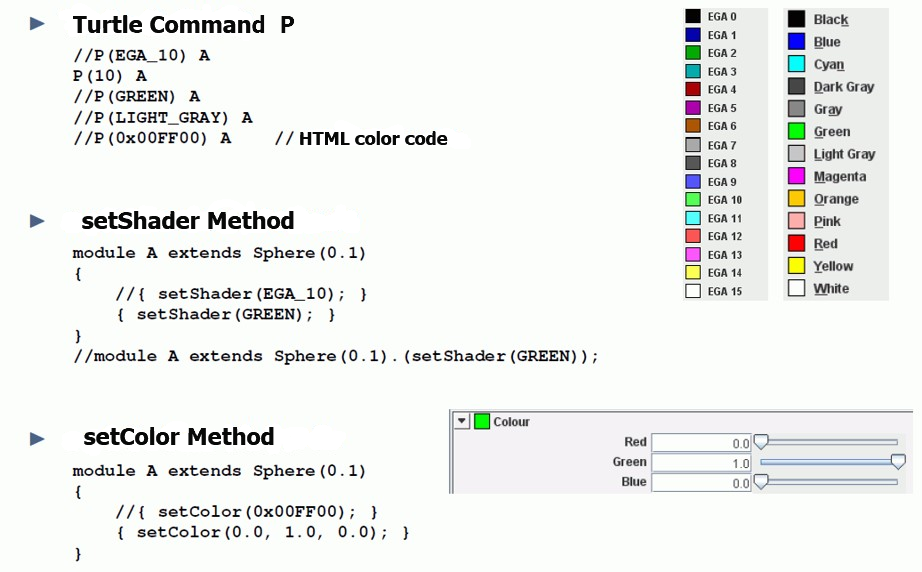 Turtle Command P
//P(EGA_10) A
P(10) A
//P(GREEN) A
//P(LIGHT_GRAY) A
//P(0x00FF00) A // HTML color code
EGA 0
EGA 1
EGA 2
EGA 3
EGA 4
EGA 5
EGA 6
EGA 7
EGA 8
EGA 9
EGA 10
EGA 11
EGA 12
EGA 13
EGA 14
EGA 15
Black
Blue
Cyan
Dark Gray
Gray
Green
Light Gray
Magenta
Orange
Pink
Red
Yellow
White
setShader Method
module A extends Sphere(0.1)
{
//{ setShader(EGA_10); }
{ setShader(GREEN); }
}
//module A extends Sphere(0.1).(setShader(GREEN));
setColor Method
module A extends Sphere(0.1)
{
//{ setColor(0x00FF00); }
{ setColor(0.0, 1.0, 0.0); }
}
Colour
Red 0.0
Green 1.0
Blue 0.0